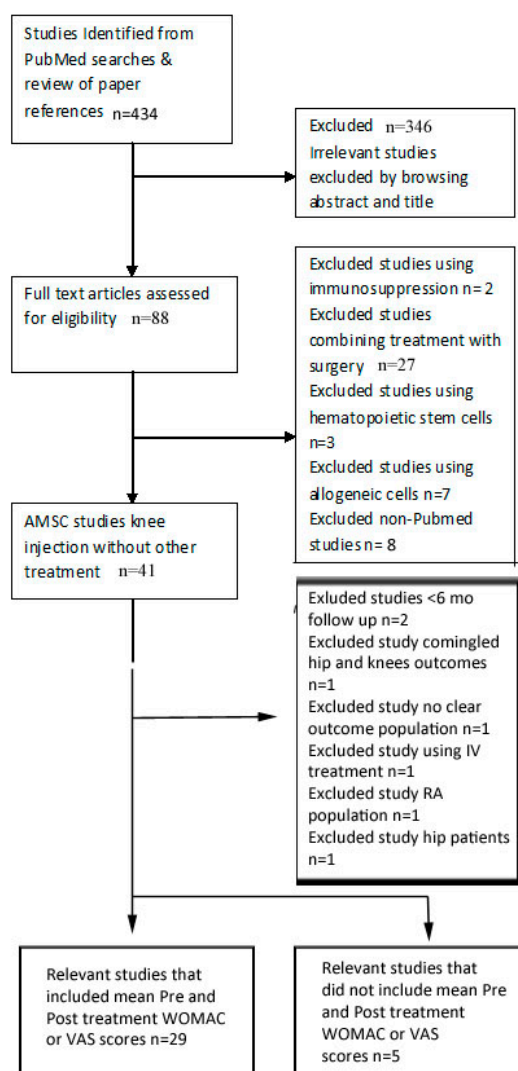 Studies Identified from
PubMed searches &
review of paper
references n=434
Excluded n=346
Irrelevant studies
excluded by browsing
abstract and title
Full text articles assessed
for eligibility n=88
Excluded studies using
immunosuppression n= 2
Excluded studies
combining treatment with
surgery n=27
Excluded studies using
hematopoietic stem cells
n=3
Excluded studies using
allogeneic cells n=7
Excluded non-Pubmed
studies n= 8
AMSC studies knee
injection without other
treatment n=41
Exluded studies <6 mo
follow up n=2
Excluded study comingled
hip and knees outcomes
n=1
Excluded study no clear
outcome population n=1
Excluded study using IV
treatment n=1
Excluded study RA
population n=1
Excluded study hip patients
n=1
Relevant studies that
included mean Pre and
Post treatment WOMAC
or VAS scores n=29
Relevant studies that
did not include mean Pre
and Post treatment
WOMAC or VAS
scores n=5